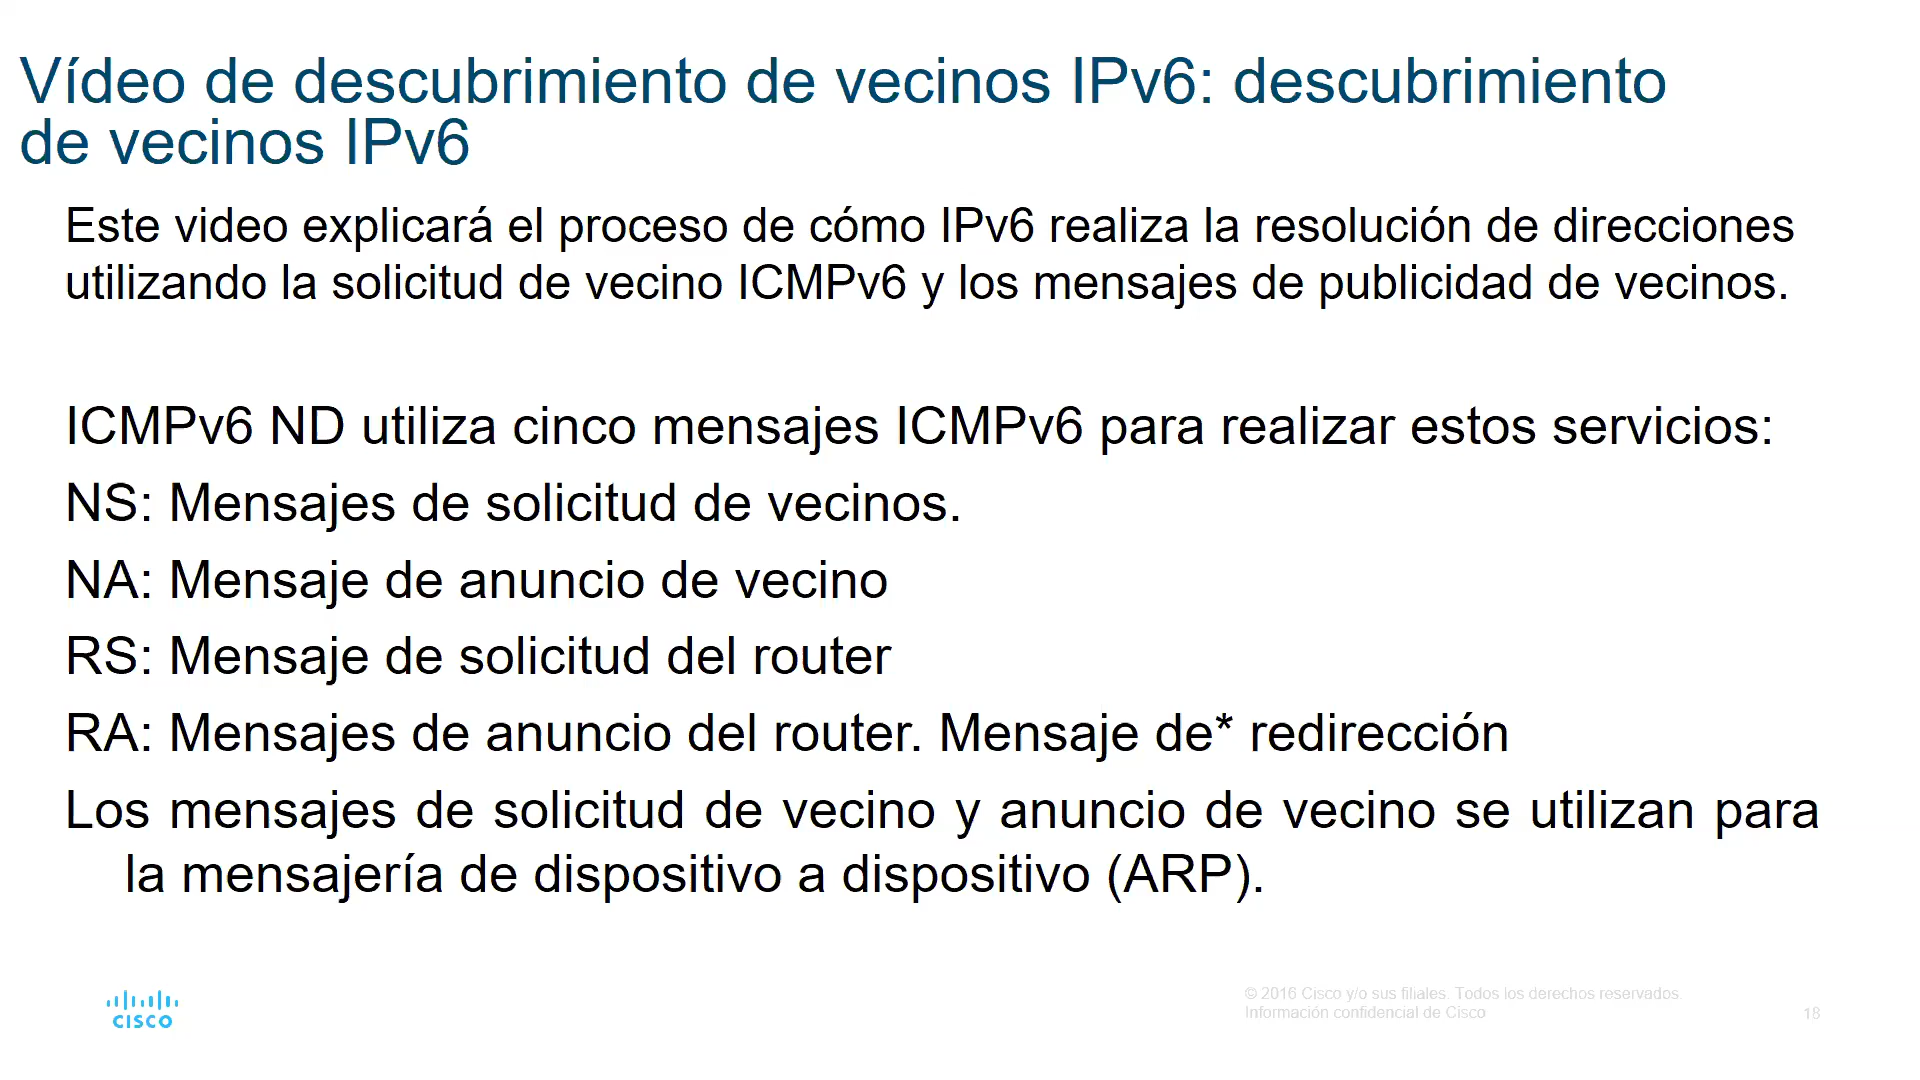 Vídeo de descubrimiento de vecinos IPv6: descubrimiento
de vecinos IPv6
Este video explicará el proceso de cómo IPv6 realiza la resolución de direcciones
utilizando la solicitud de vecino ICMPv6 y los mensajes de publicidad de vecinos.
ICMPv6 ND utiliza cinco mensajes ICMPv6 para realizar estos servicios:
NS: Mensajes de solicitud de vecinos.
NA: Mensaje de anuncio de vecino
RS: Mensaje de solicitud del router
RA: Mensajes de anuncio del router. Mensaje de* redirección
Los mensajes de solicitud de vecino y anuncio de vecino se utilizan para
la mensajería de dispositivo a dispositivo (ARP).
CISCO
© 2016 Cisco y/o sus filiales. Todos los derechos reservados.
Información confidencial de Cisco
18